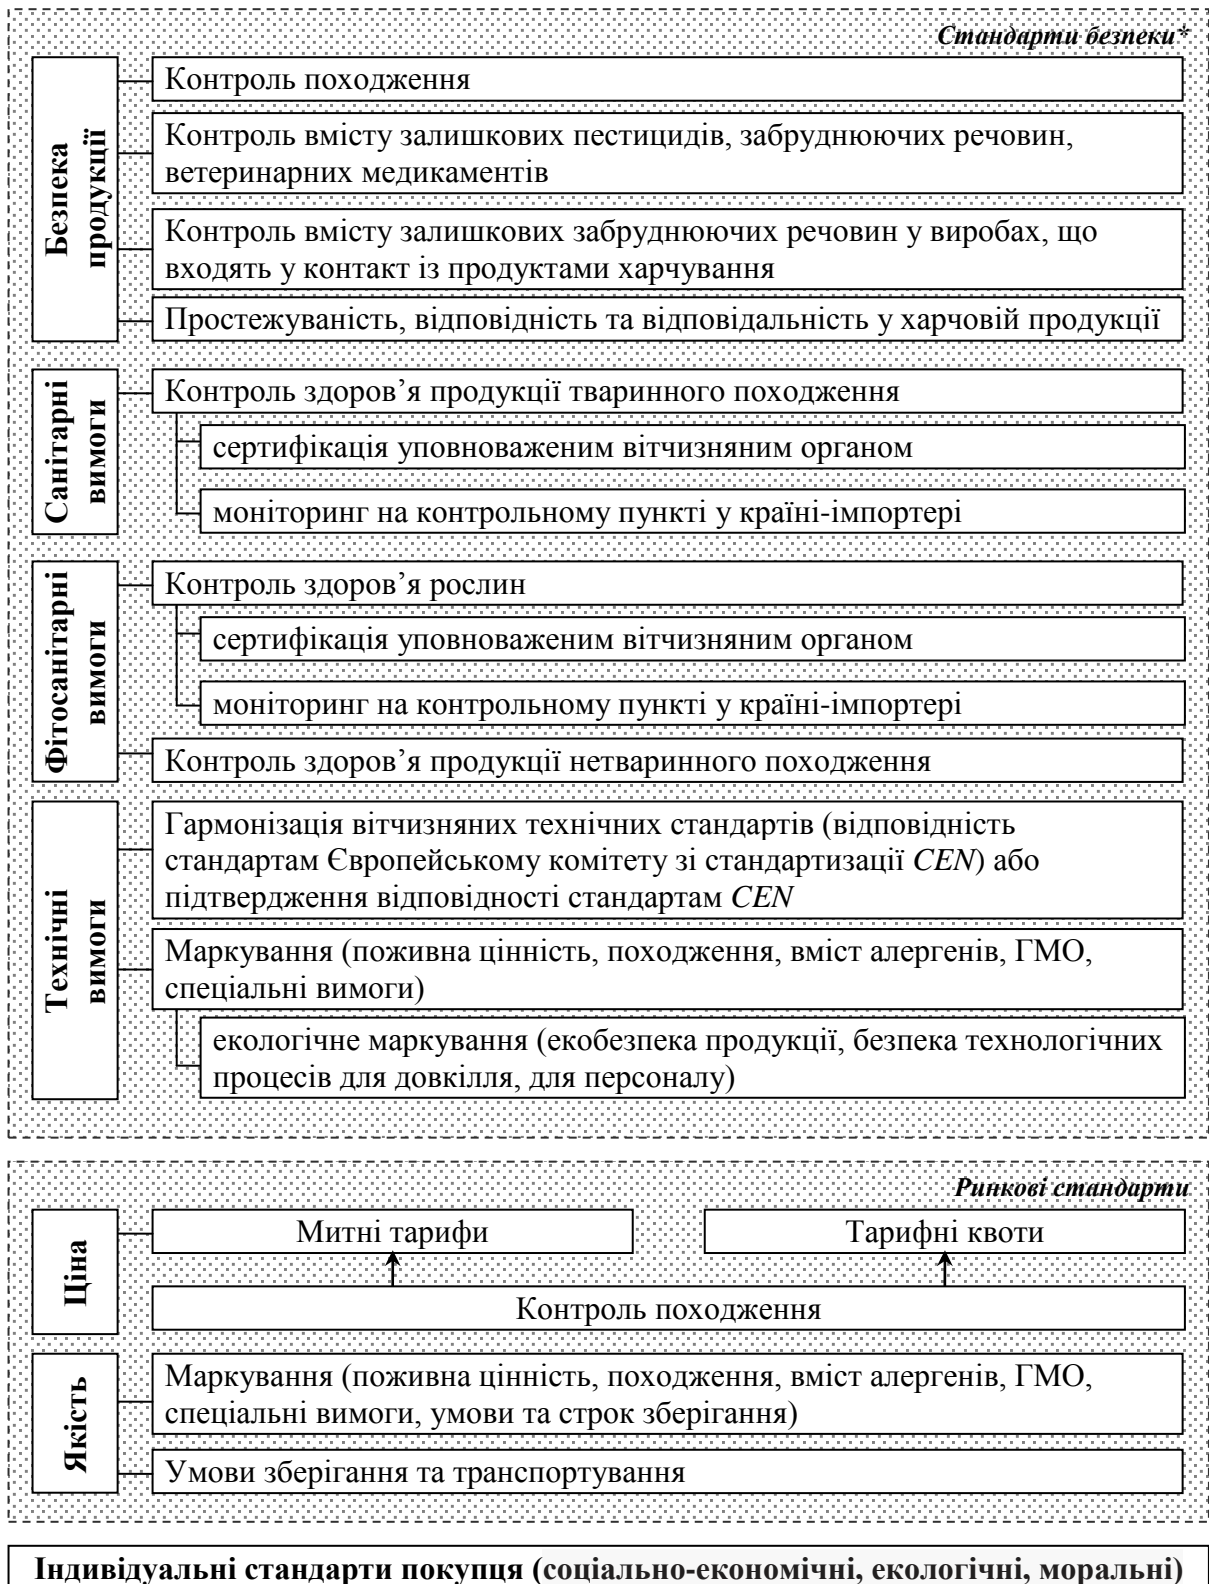 Стандарти безпеки*
Безпека
продукції
Контроль походження
Контроль вмісту залишкових пестицидів, забруднюючих речовин,
ветеринарних медикаментів
Контроль вмісту залишкових забруднюючих речовин у виробах, що
входять у контакт із продуктами харчування
Простежуваність, відповідність та відповідальність у харчовій продукції
Санітарні
вимоги
Контроль здоров’я продукції тваринного походження
сертифікація уповноваженим вітчизняним органом
моніторинг на контрольному пункті у країні-імпортері
Фітосанітарні
вимоги
Контроль здоров’я рослин
сертифікація уповноваженим вітчизняним органом
моніторинг на контрольному пункті у країні-імпортері
Контроль здоров’я продукції нетваринного походження
Технічні
вимоги
Гармонізація вітчизняних технічних стандартів (відповідність
стандартам Європейському комітету зі стандартизації CEN) або
підтвердження відповідності стандартам CEN
Маркування (поживна цінність, походження, вміст алергенів, ГМО,
спеціальні вимоги)
екологічне маркування (екобезпека продукції, безпека технологічних
процесів для довкілля, для персоналу)
Ринкові стандарти
Ціна
Митні тарифи
Тарифні квоти
Контроль походження
Якість
Маркування (поживна цінність, походження, вміст алергенів, ГМО,
спеціальні вимоги, умови та строк зберігання)
Умови зберігання та транспортування
Індивідуальні стандарти покупця (соціально-економічні, екологічні, моральні)